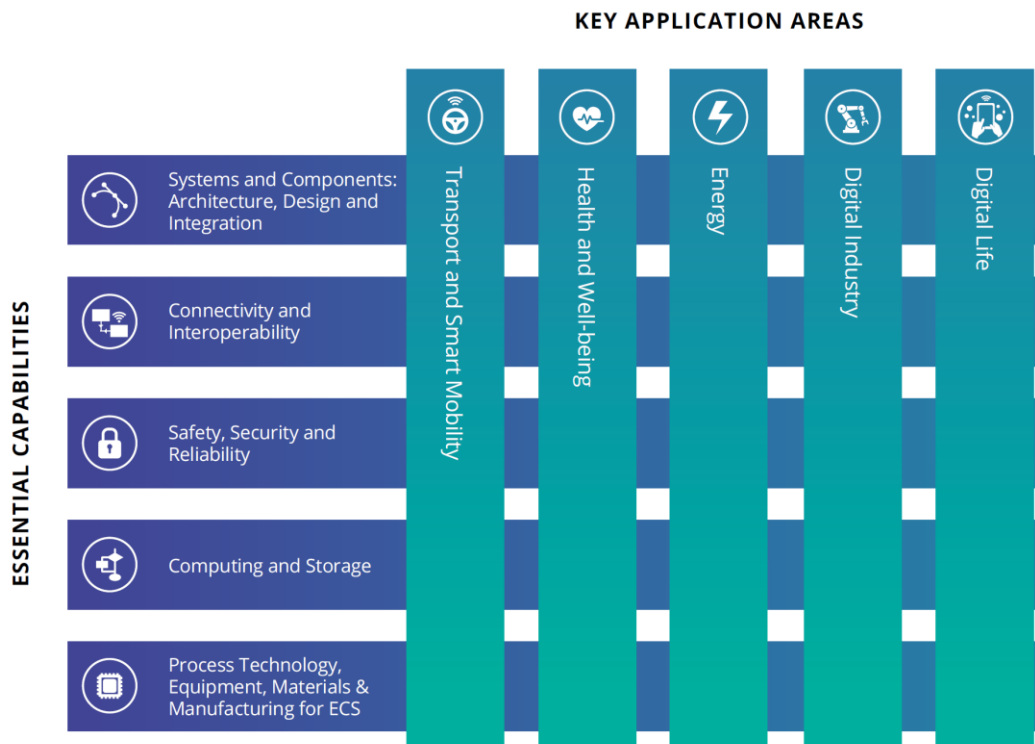 KEY APPLICATION AREAS
Transport and Smart Mobility
Health and Well-being
Energy
Digital Industry
Digital Life
ESSENTIAL CAPABILITIES
Systems and Components:
Architecture, Design and
Integration
Connectivity and
Interoperability
Safety, Security and
Reliability
Computing and Storage
Process Technology,
Equipment, Materials &
Manufacturing for ECS